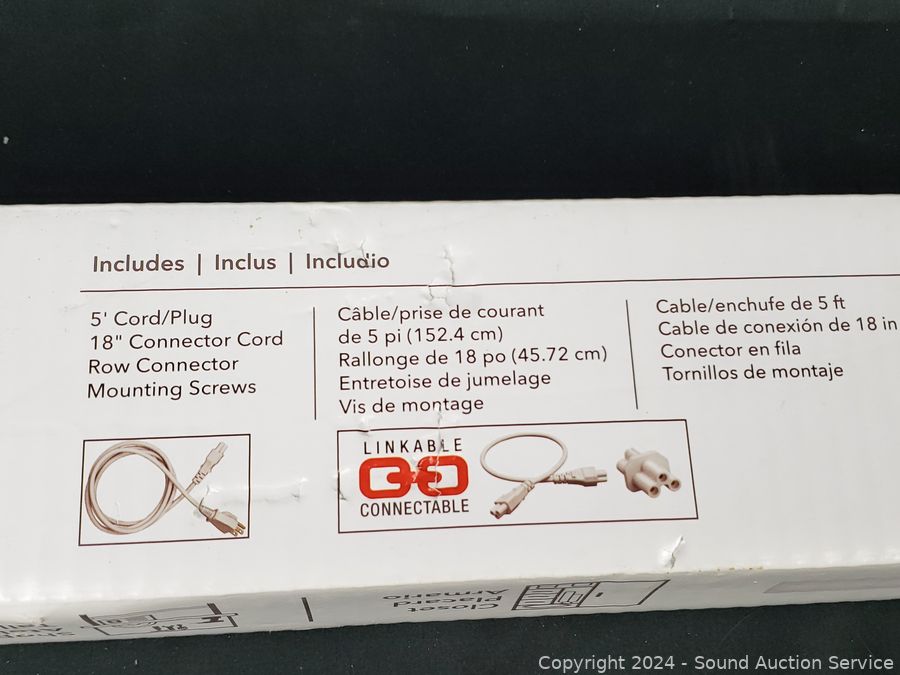 Includes | Inclus | Includio
5' Cord/Plug
18" Connector Cord
Row Connector
Mounting Screws
Câble/prise de courant
de 5 pi (152.4 cm)
Rallonge de 18 po (45.72 cm)
Entretoise de jumelage
Vis de montage
Cable/enchufe de 5 ft
Cable de conexión de 18 in
Conector en fila
Tornillos de montaje
LINKABLE
CONNECTABLE
Closet
Placard
Armario
Copyright 2024 - Sound Auction Service